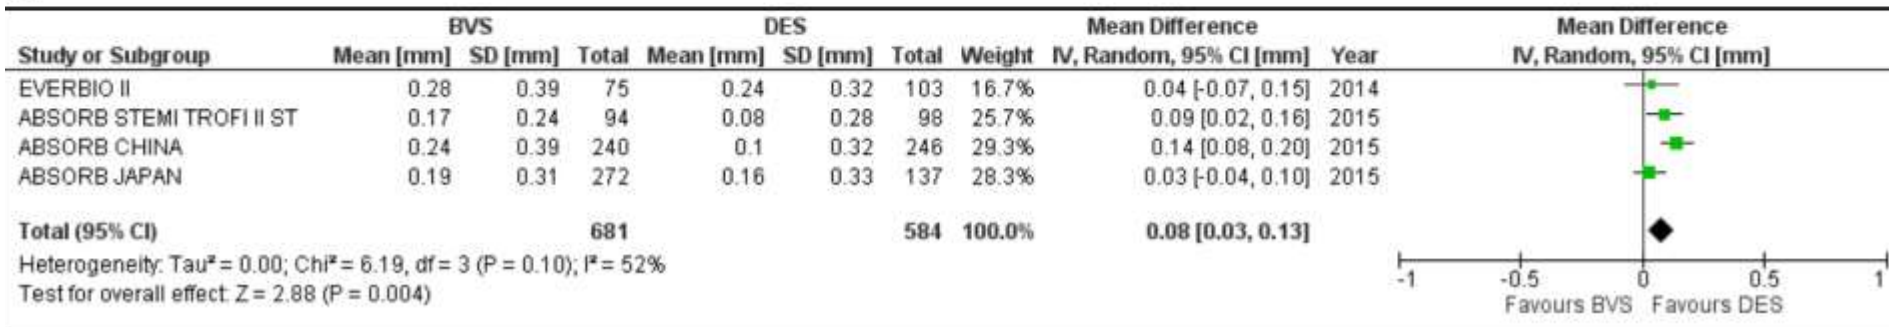 BVS DES Mean Difference Mean Difference
Study or Subgroup Mean [mm] SD [mm] Total Mean [mm] SD [mm] Total Weight IV, Random, 95% CI [mm] Year IV, Random, 95% CI [mm]
EVERBIO II 0.28 0.39 75 0.24 0.32 103 16.7% 0.04 [-0.07, 0.15] 2014
ABSORB STEMI TROFI II ST 0.17 0.24 94 0.08 0.28 98 25.7% 0.09 [0.02, 0.16] 2015
ABSORB CHINA 0.24 0.39 240 0.1 0.32 246 29.3% 0.14 [0.08, 0.20] 2015
ABSORB JAPAN 0.19 0.31 272 0.16 0.33 137 28.3% 0.03 [-0.04, 0.10] 2015
Total (95% CI) 681 584 100.0% 0.08 [0.03, 0.13]
Heterogeneity: Tau² = 0.00; Chi² = 6.19, df = 3 (P = 0.10); I² = 52%
Test for overall effect: Z = 2.88 (P = 0.004)
-1 -0.5 0 0.5 1
Favours BVS Favours DES